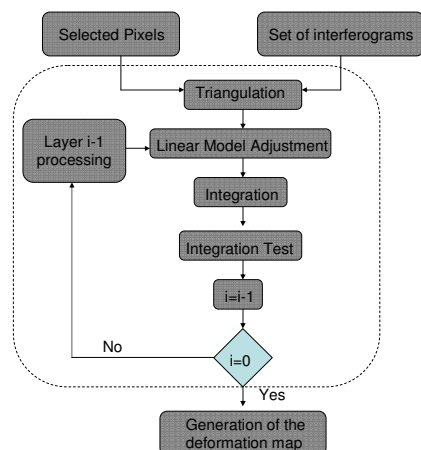 Selected Pixels
Set of interferograms
Triangulation
Layer i-1
processing
Linear Model Adjustment
Integration
Integration Test
i=i-1
No
i=0
Yes
Generation of the
deformation map